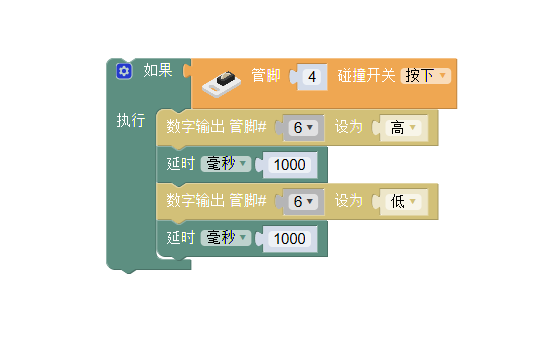 如果 管脚 4 碰撞开关 按下
执行
数字输出 管脚# 6 设为 高
延时 毫秒 1000
数字输出 管脚# 6 设为 低
延时 毫秒 1000